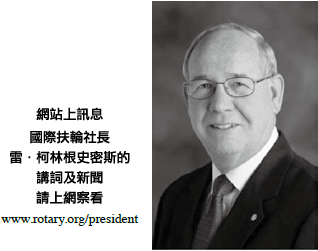 網站上訊息
國際扶輪社長
雷‧柯林根史密斯的
講詞及新聞
請上網察看
www.rotary.org/president